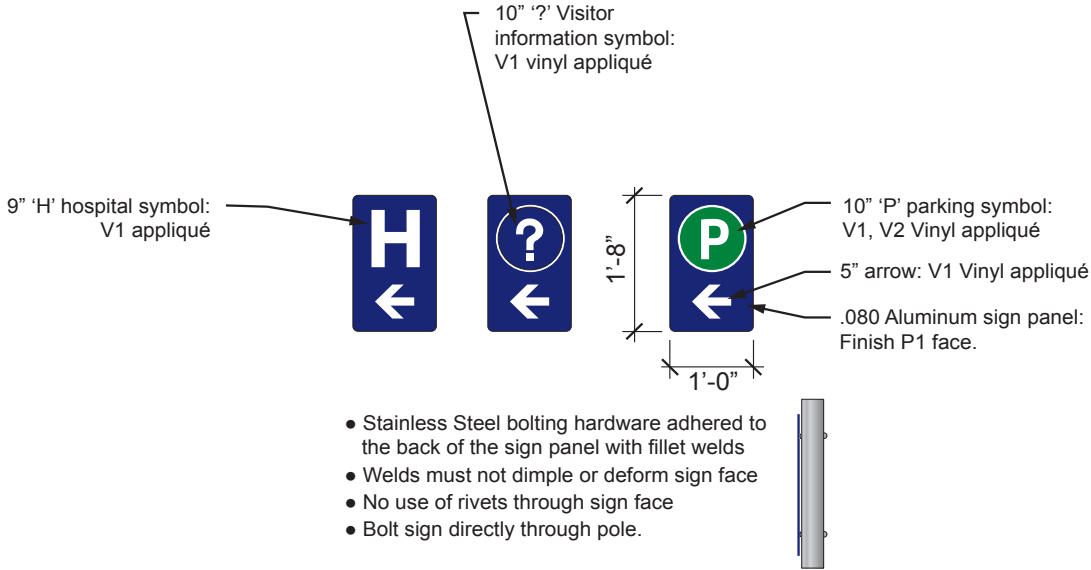 10” ‘?’ Visitor
information symbol:
V1 vinyl appliqué
9” ‘H’ hospital symbol:
V1 appliqué
H
?
P
1’-8”
1’-0”
10” ‘P’ parking symbol:
V1, V2 Vinyl appliqué
5” arrow: V1 Vinyl appliqué
.080 Aluminum sign panel:
Finish P1 face.
● Stainless Steel bolting hardware adhered to
the back of the sign panel with fillet welds
● Welds must not dimple or deform sign face
● No use of rivets through sign face
● Bolt sign directly through pole.